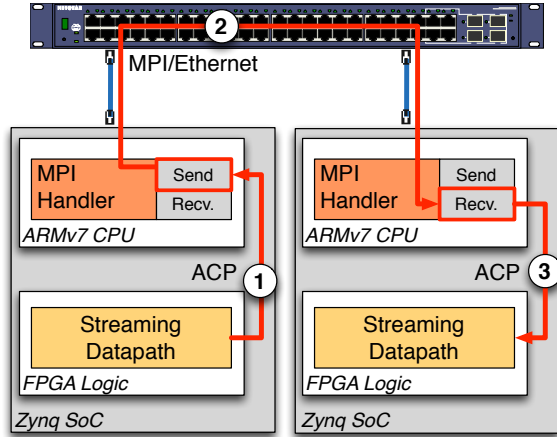 NETGEAR
2
MPI/Ethernet
MPI
Handler
Send
Recv.
ARMv7 CPU
ACP
1
Streaming
Datapath
FPGA Logic
Zynq SoC
MPI
Handler
Send
Recv.
ARMv7 CPU
ACP
3
Streaming
Datapath
FPGA Logic
Zynq SoC